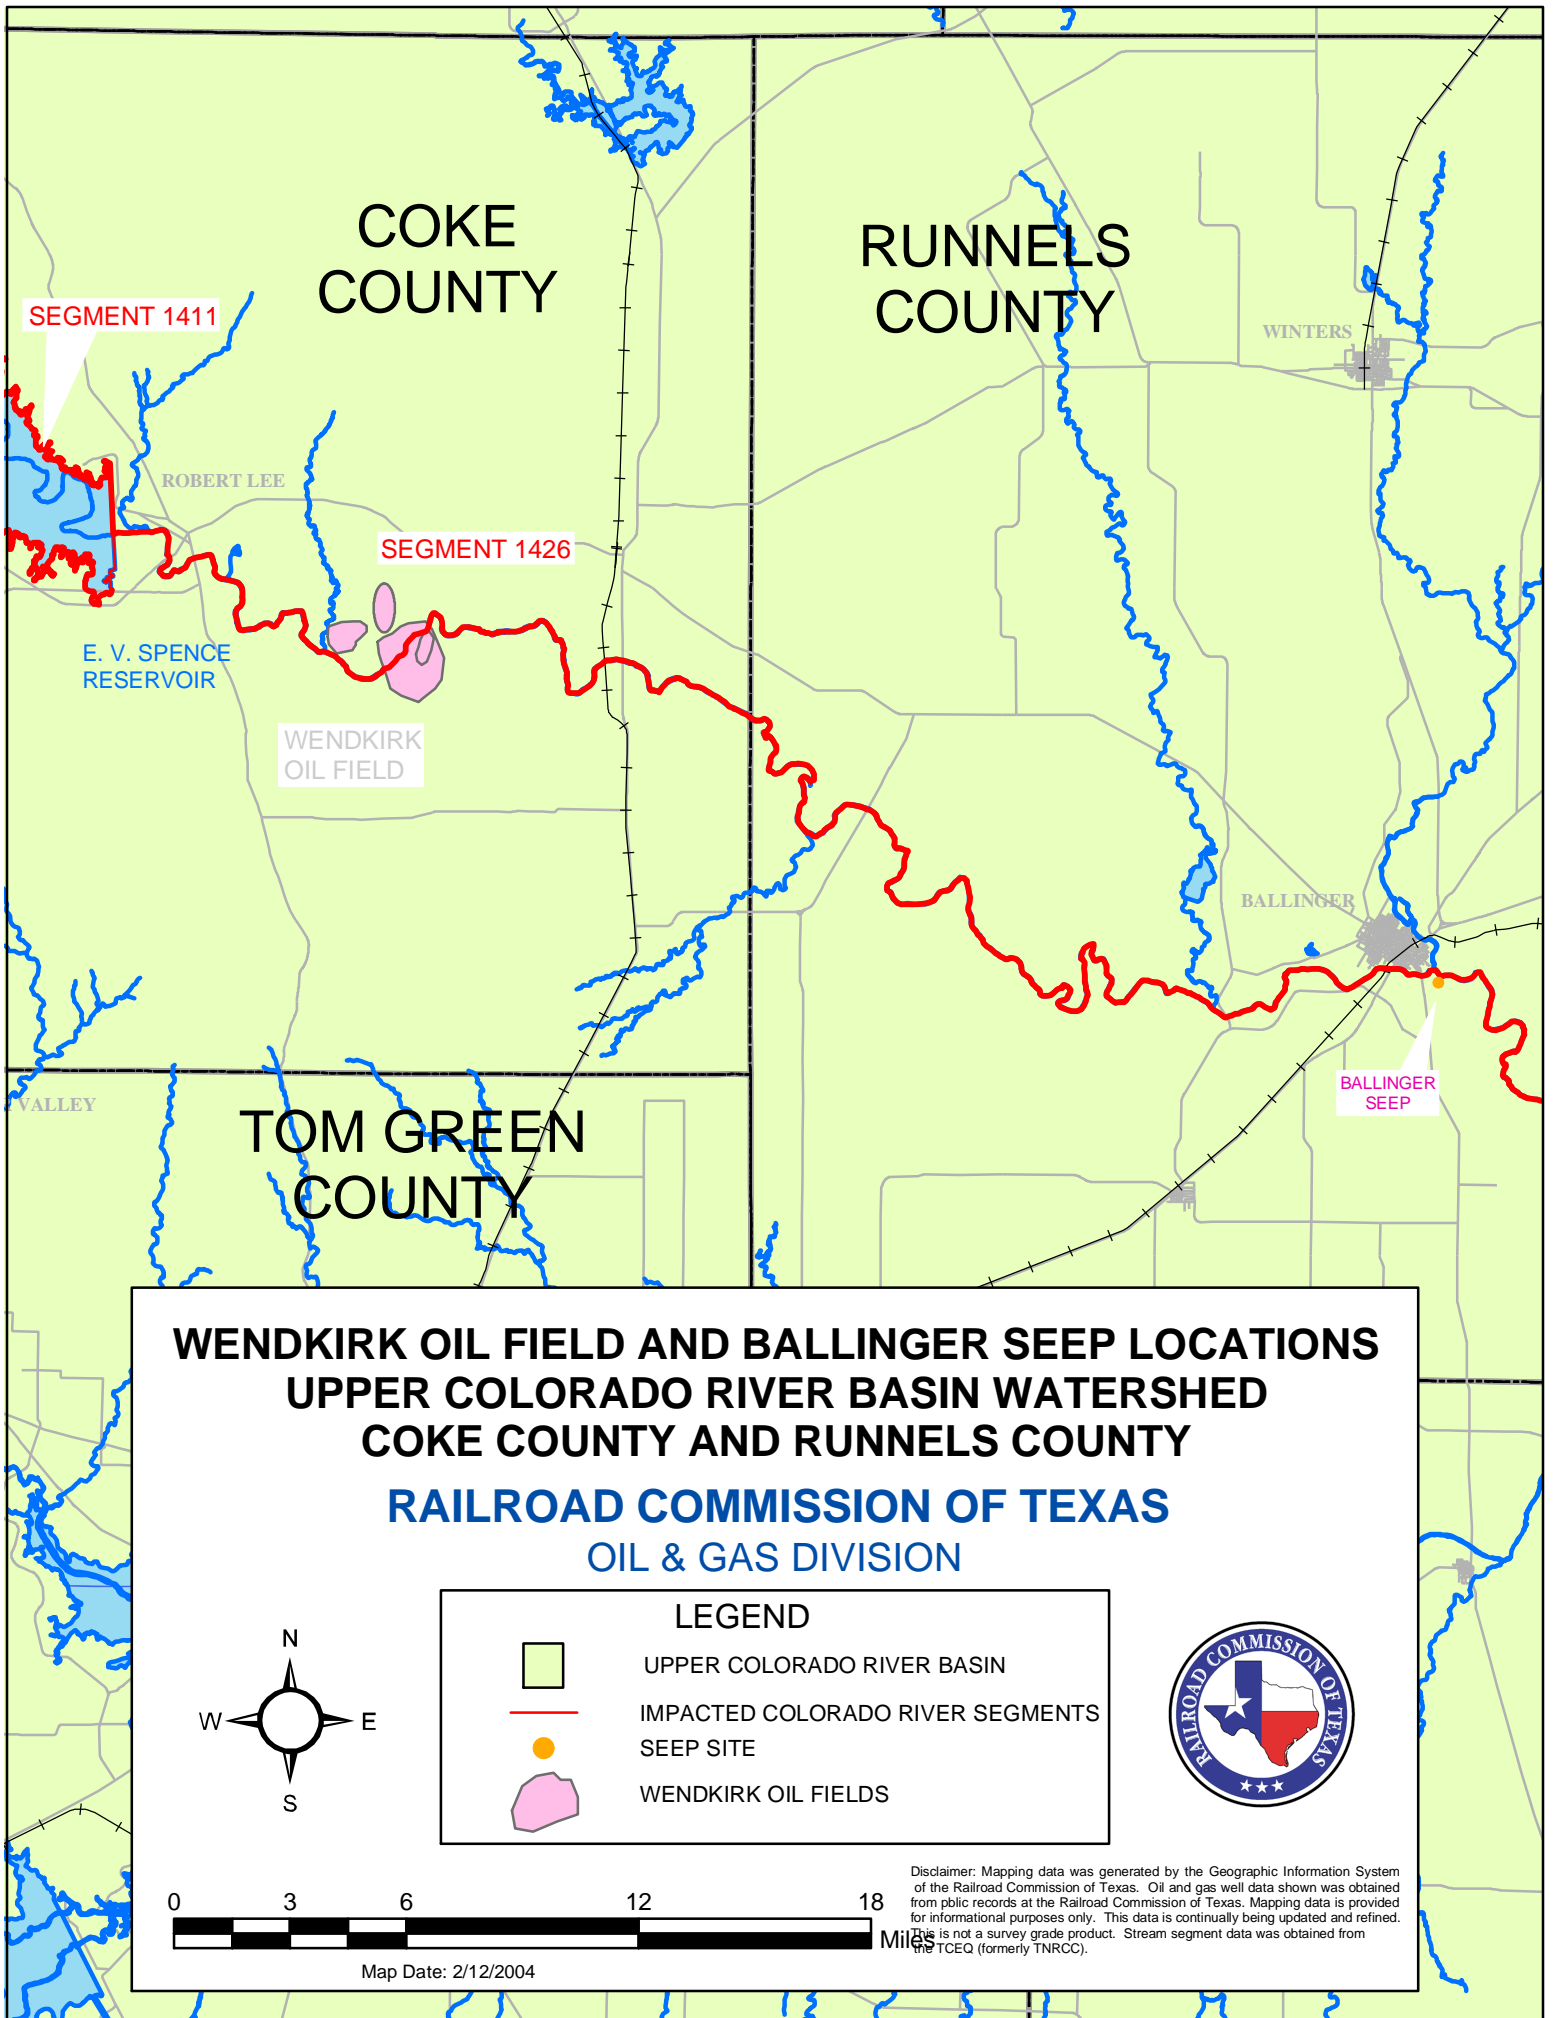 COKE
COUNTY
RUNNELS
COUNTY
SEGMENT 1411
WINTERS
ROBERT LEE
SEGMENT 1426
E. V. SPENCE
RESERVOIR
WENDKIRK
OIL FIELD
BALLINGER
BALLINGER
SEEP
VALLEY
TOM GREEN
COUNTY
WENDKIRK OIL FIELD AND BALLINGER SEEP LOCATIONS
UPPER COLORADO RIVER BASIN WATERSHED
COKE COUNTY AND RUNNELS COUNTY
RAILROAD COMMISSION OF TEXAS
OIL & GAS DIVISION
LEGEND
UPPER COLORADO RIVER BASIN
IMPACTED COLORADO RIVER SEGMENTS
SEEP SITE
WENDKIRK OIL FIELDS
N
W E
S
RAILROAD COMMISSION OF TEXAS
0 3 6 12 18
Miles
Map Date: 2/12/2004
Disclaimer: Mapping data was generated by the Geographic Information System
of the Railroad Commission of Texas. Oil and gas well data shown was obtained
from pblic records at the Railroad Commission of Texas. Mapping data is provided
for informational purposes only. This data is continually being updated and refined.
This is not a survey grade product. Stream segment data was obtained from
the TCEQ (formerly TNRCC).